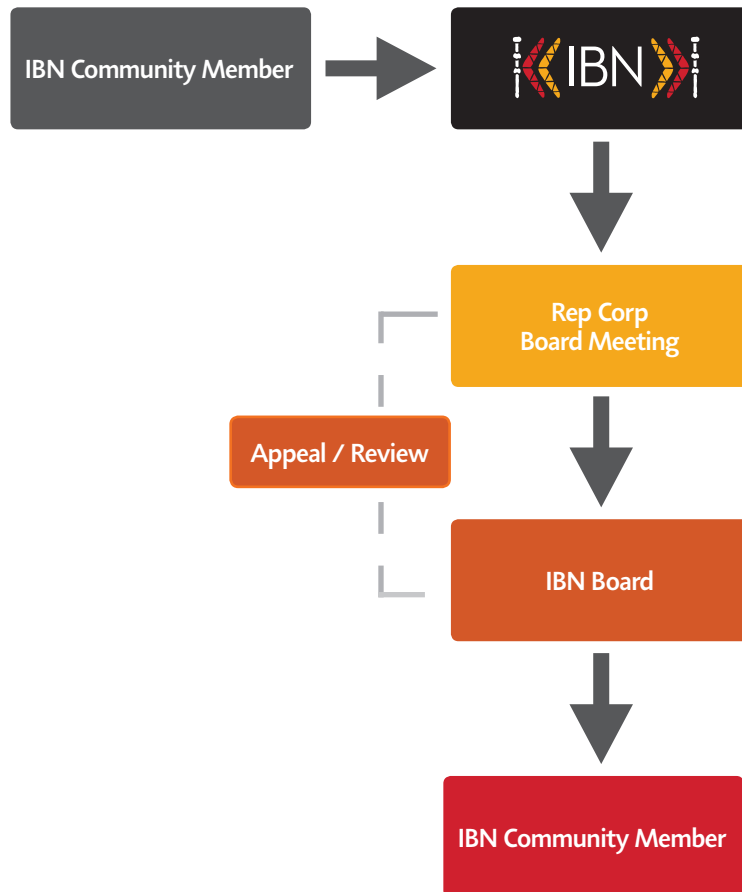 IBN Community Member
IBN
Rep Corp
Board Meeting
Appeal / Review
IBN Board
IBN Community Member